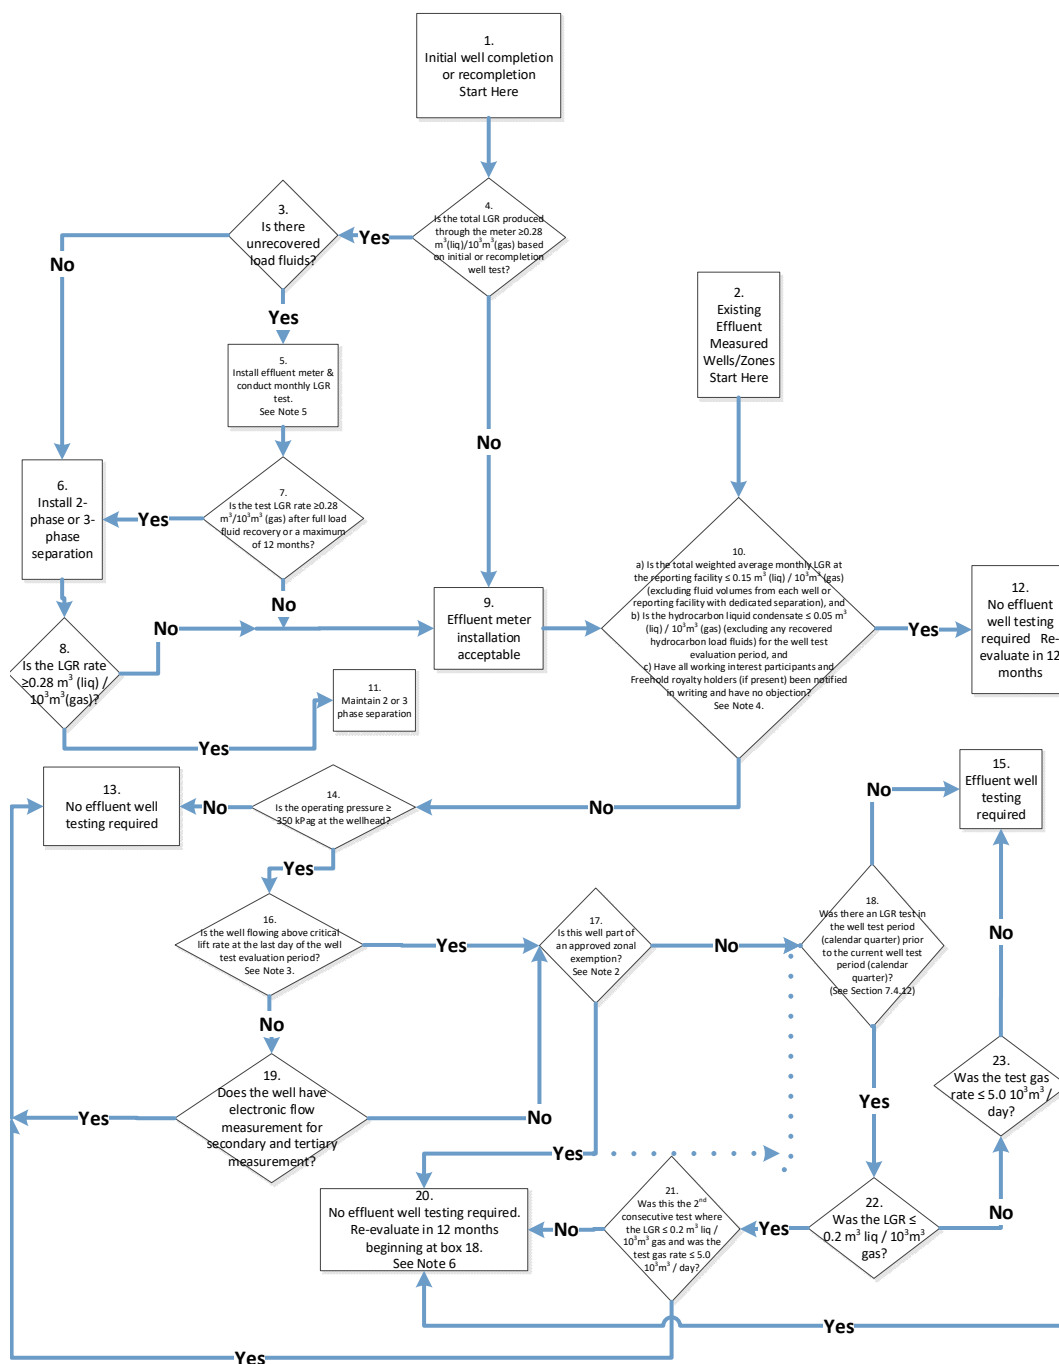 1.
Initial well completion
or recompletion
Start Here
3.
Is there
unrecovered
load fluids?
Yes
4.
Is the total LGR produced
through the meter ≥0.28
m³(liq)/10³m³(gas) based
on initial or recompletion
well test?
No
Yes
2.
Existing
Effluent
Measured
Wells/Zones
Start Here
5.
Install effluent meter &
conduct monthly LGR
test.
See Note 5
No
6.
Install 2-
phase or 3-
phase
separation
Yes
7.
Is the test LGR rate ≥0.28
m³/10³m³ (gas) after full load
fluid recovery or a maximum
of 12 months?
No
8.
Is the LGR rate
≥0.28 m³ (liq) /
10³m³(gas)?
No
9.
Effluent meter
installation
acceptable
10.
a) Is the total weighted average monthly LGR at
the reporting facility ≤ 0.15 m³ (liq) / 10³m³ (gas)
(excluding fluid volumes from each well or
reporting facility with dedicated separation), and
b) Is the hydrocarbon liquid condensate ≤ 0.05 m³
(liq) / 10³m³ (gas) (excluding any recovered
hydrocarbon load fluids) for the well test
evaluation period, and
c) Have all working interest participants and
Freehold royalty holders (if present) been notified
in writing and have no objection?
See Note 4.
Yes
12.
No effluent
well testing
required Re-
evaluate in 12
months
11.
Maintain 2 or 3
phase separation
Yes
13.
No effluent well
testing required
No
14.
Is the operating pressure ≥
350 kPag at the wellhead?
No
15.
Effluent well
testing
required
No
Yes
16.
Is the well flowing above critical
lift rate at the last day of the well
test evaluation period?
See Note 3.
Yes
17.
Is this well part of
an approved zonal
exemption?
See Note 2
No
18.
Was there an LGR test in
the well test period
(calendar quarter) prior
to the current well test
period (calendar
quarter)?
(See Section 7.4.12)
No
No
19.
Does the well have
electronic flow
measurement for
secondary and tertiary
measurement?
Yes
No
23.
Was the test gas
rate ≤ 5.0 10³m³ /
day?
Yes
Yes
20.
No effluent well testing required.
Re-evaluate in 12 months
beginning at box 18.
See Note 6
No
21.
Was this the 2nd
consecutive test where
the LGR ≤ 0.2 m³ liq /
10³m³ gas and was the
test gas rate ≤ 5.0
10³m³ / day?
Yes
22.
Was the LGR ≤
0.2 m³ liq / 10³m³
gas?
No
Yes
Yes